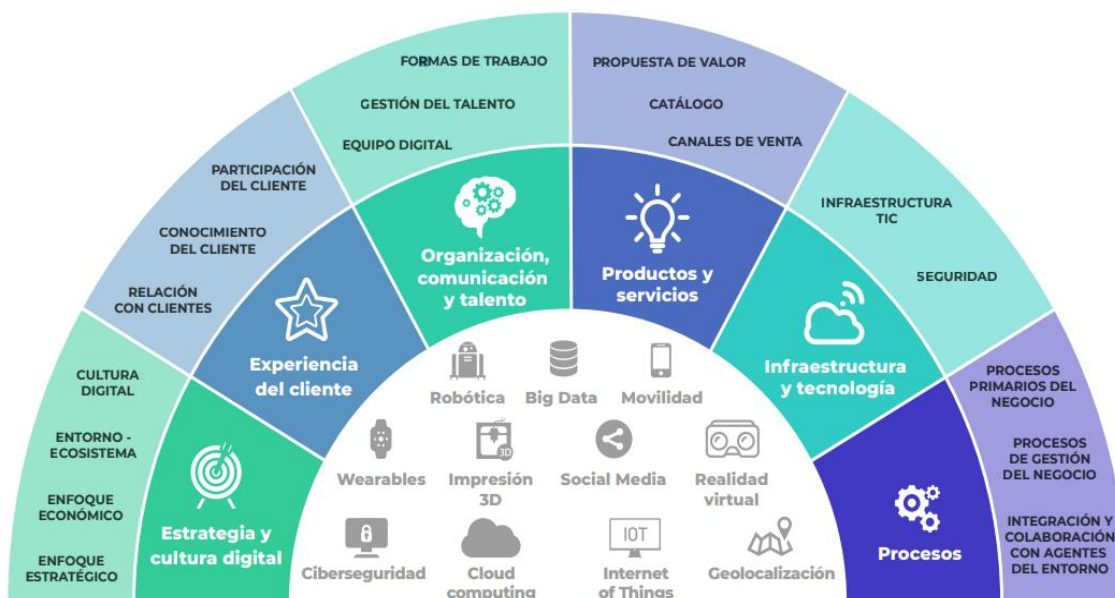 FORMAS DE TRABAJO
GESTIÓN DEL TALENTO
EQUIPO DIGITAL
PROPUESTA DE VALOR
CATÁLOGO
CANALES DE VENTA
PARTICIPACIÓN
DEL CLIENTE
CONOCIMIENTO
DEL CLIENTE
RELACIÓN
CON CLIENTES
INFRAESTRUCTURA
TIC
SEGURIDAD
CULTURA
DIGITAL
ENTORNO -
ECOSISTEMA
ENFOQUE
ECONÓMICO
ENFOQUE
ESTRATÉGICO
PROCESOS
PRIMARIOS DEL
NEGOCIO
PROCESOS
DE GESTIÓN
DEL NEGOCIO
INTEGRACIÓN Y
COLABORACIÓN
CON AGENTES
DEL ENTORNO
Estrategia y
cultura digital
Experiencia
del cliente
Organización,
comunicación
y talento
Productos y
servicios
Infraestructura
y tecnología
Procesos
Robótica
Big Data
Movilidad
Wearables
3D
Impresión
3D
Social Media
Realidad
virtual
Ciberseguridad
Cloud
computing
IOT
Internet
of Things
Geolocalización